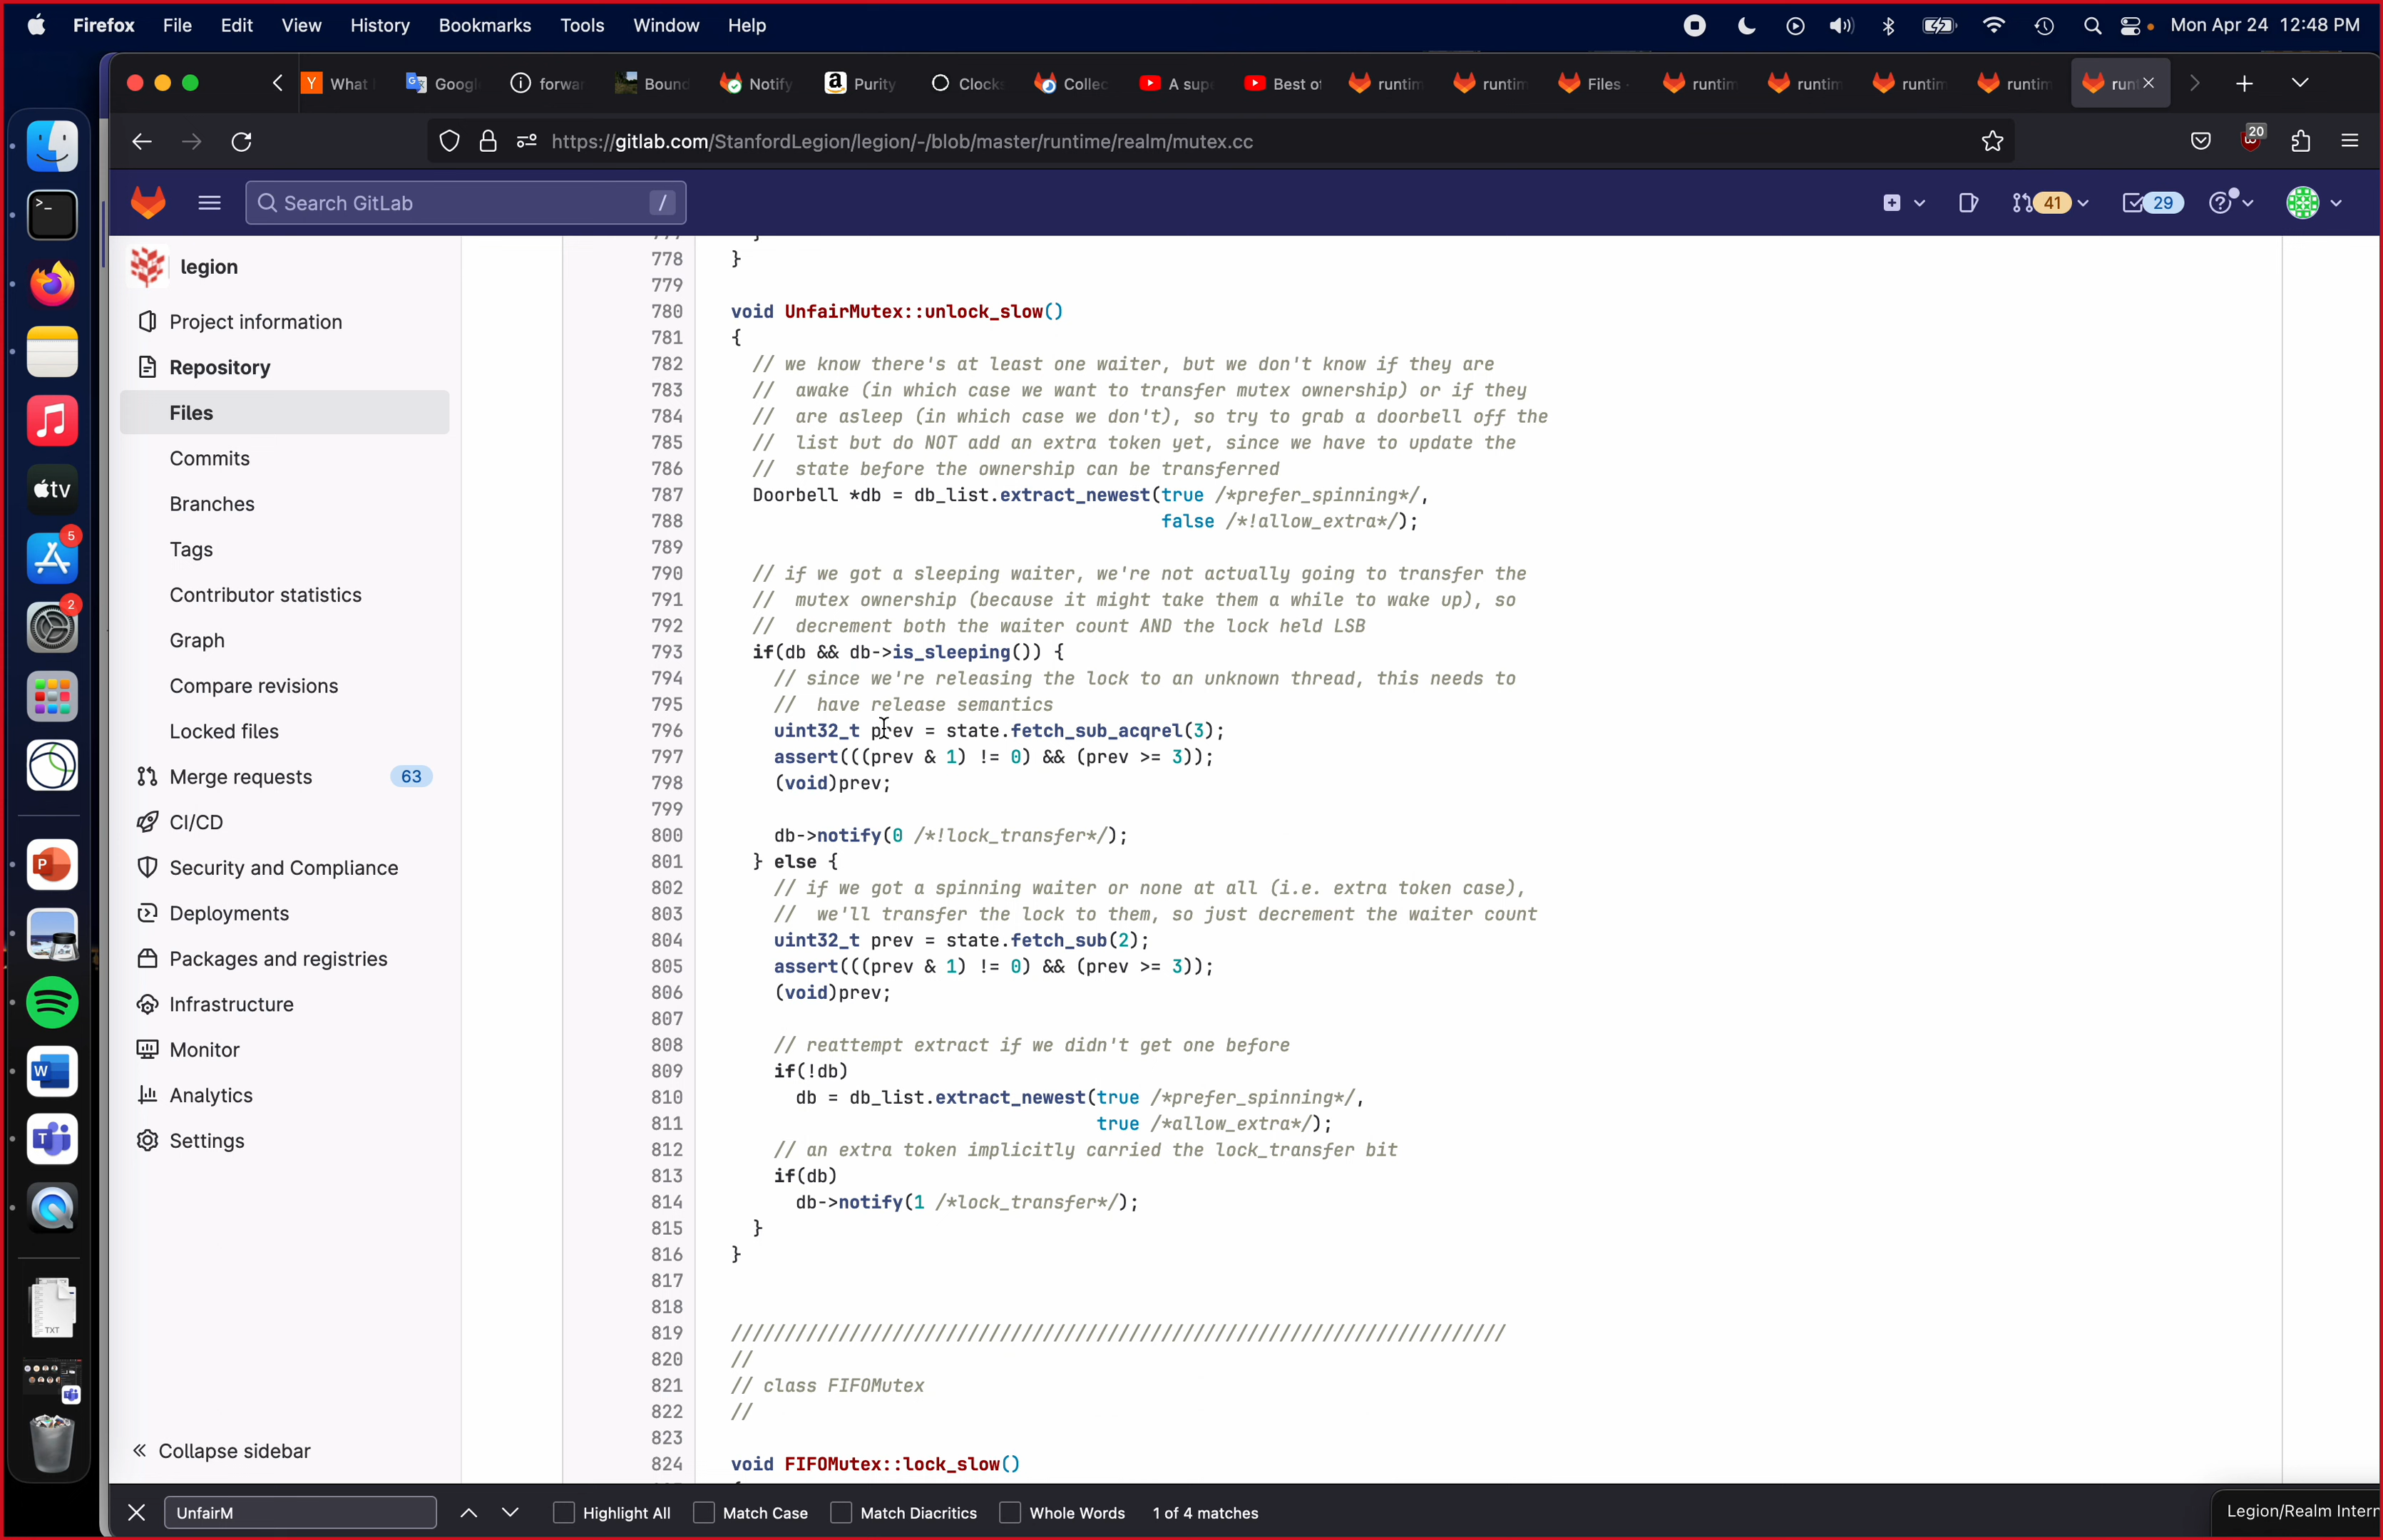 Firefox File Edit View History Bookmarks Tools Window Help Mon Apr 24 12:48 PM
What Googl forwar Bound Notify Purity Clocks Collec A supe Best of runtim runtim Files - runtim runtim runtim runtim runt
https://gitlab.com/StanfordLegion/legion/-/blob/master/runtime/realm/mutex.cc 20
Search GitLab / 41 29
legion
Project information
Repository
Files
Commits
Branches
Tags
Contributor statistics
Graph
Compare revisions
Locked files
Merge requests 63
CI/CD
Security and Compliance
Deployments
Packages and registries
Infrastructure
Monitor
Analytics
Settings
Collapse sidebar
tv
5
2
TXT
778 }
779
780 void UnfairMutex::unlock_slow()
781 {
782 // we know there's at least one waiter, but we don't know if they are
783 // awake (in which case we want to transfer mutex ownership) or if they
784 // are asleep (in which case we don't), so try to grab a doorbell off the
785 // list but do NOT add an extra token yet, since we have to update the
786 // state before the ownership can be transferred
787 Doorbell *db = db_list.extract_newest(true /*prefer_spinning*/,
788 false /*!allow_extra*/);
789
790 // if we got a sleeping waiter, we're not actually going to transfer the
791 // mutex ownership (because it might take them a while to wake up), so
792 // decrement both the waiter count AND the lock held LSB
793 if(db && db->is_sleeping()) {
794 // since we're releasing the lock to an unknown thread, this needs to
795 // have release semantics
796 uint32_t prev = state.fetch_sub_acqrel(3);
797 assert(((prev & 1) != 0) && (prev >= 3));
798 (void)prev;
799
800 db->notify(0 /*!lock_transfer*/);
801 } else {
802 // if we got a spinning waiter or none at all (i.e. extra token case),
803 // we'll transfer the lock to them, so just decrement the waiter count
804 uint32_t prev = state.fetch_sub(2);
805 assert(((prev & 1) != 0) && (prev >= 3));
806 (void)prev;
807
808 // reattempt extract if we didn't get one before
809 if(!db)
810 db = db_list.extract_newest(true /*prefer_spinning*/,
811 true /*allow_extra*/);
812 // an extra token implicitly carried the lock_transfer bit
813 if(db)
814 db->notify(1 /*lock_transfer*/);
815 }
816 }
817
818
819 ////////////////////////////////////////////////////////////////////////
820 //
821 // class FIFOMutex
822 //
823
824 void FIFOMutex::lock_slow()
UnfairM Highlight All Match Case Match Diacritics Whole Words 1 of 4 matches
Legion/Realm Intern